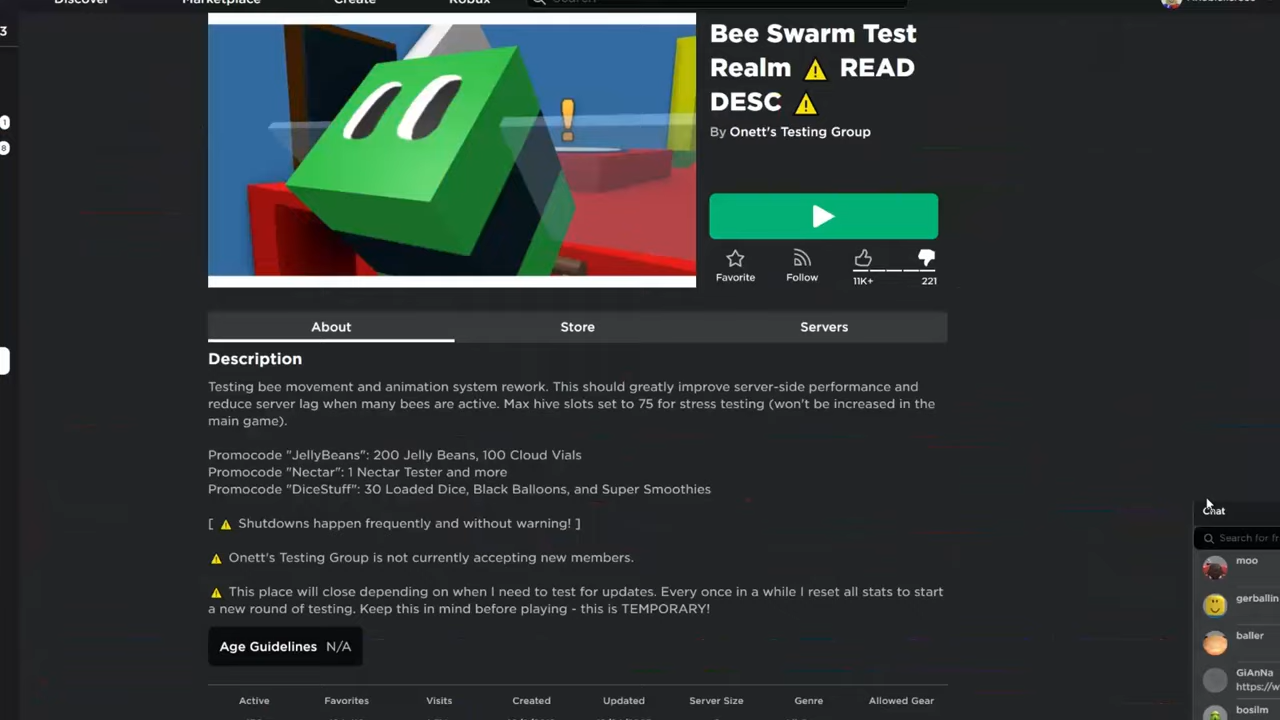 Discover Marketplace Create Robux Search
3
Bee Swarm Test
Realm ⚠ READ
DESC ⚠
By Onett's Testing Group
1
8
Favorite Follow 11K+ 221
About Store Servers
Description
Testing bee movement and animation system rework. This should greatly improve server-side performance and
reduce server lag when many bees are active. Max hive slots set to 75 for stress testing (won't be increased in the
main game).
Promocode "JellyBeans": 200 Jelly Beans, 100 Cloud Vials
Promocode "Nectar": 1 Nectar Tester and more
Promocode "DiceStuff": 30 Loaded Dice, Black Balloons, and Super Smoothies
[ ⚠ Shutdowns happen frequently and without warning! ]
⚠ Onett's Testing Group is not currently accepting new members.
⚠ This place will close depending on when I need to test for updates. Every once in a while I reset all stats to start
a new round of testing. Keep this in mind before playing - this is TEMPORARY!
Age Guidelines N/A
Active Favorites Visits Created Updated Server Size Genre Allowed Gear
Chat
Search for fr
moo
gerballin
baller
GiAnNa
https://w
bosilm